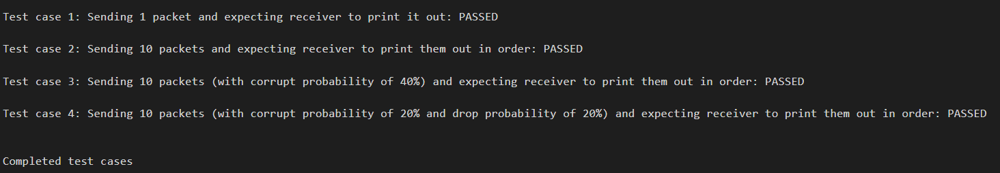 Test case 1: Sending 1 packet and expecting receiver to print it out: PASSED
Test case 2: Sending 10 packets and expecting receiver to print them out in order: PASSED
Test case 3: Sending 10 packets (with corrupt probability of 40%) and expecting receiver to print them out in order: PASSED
Test case 4: Sending 10 packets (with corrupt probability of 20% and drop probability of 20%) and expecting receiver to print them out in order: PASSED
Completed test cases